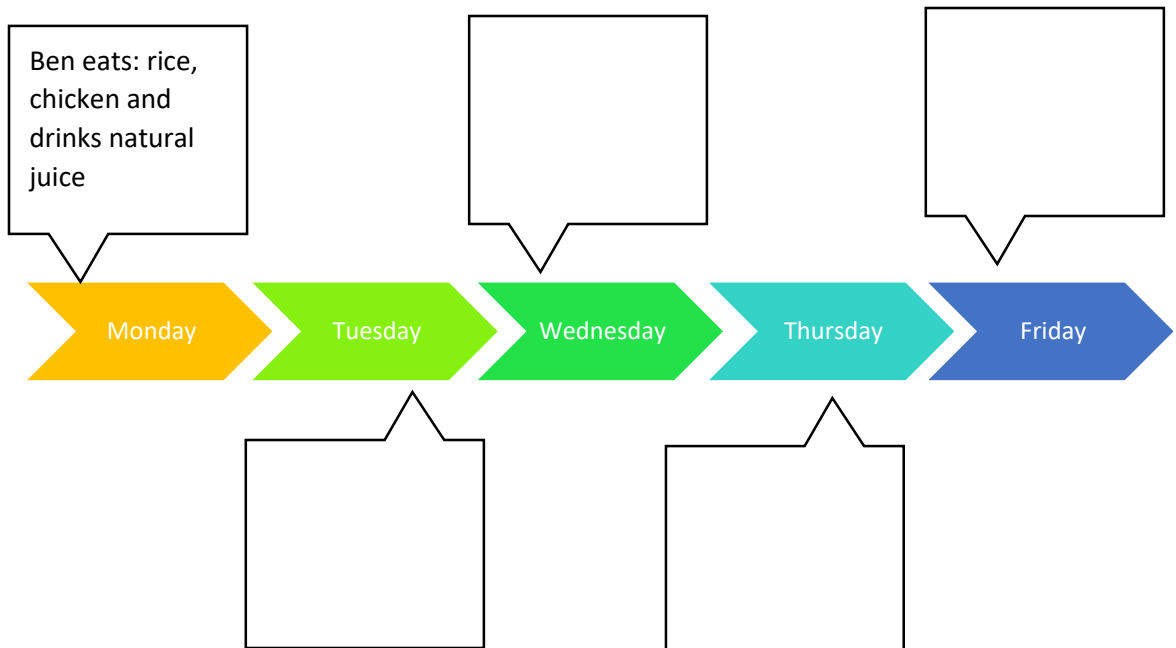 Ben eats: rice,
chicken and
drinks natural
juice
Monday
Tuesday
Wednesday
Thursday
Friday